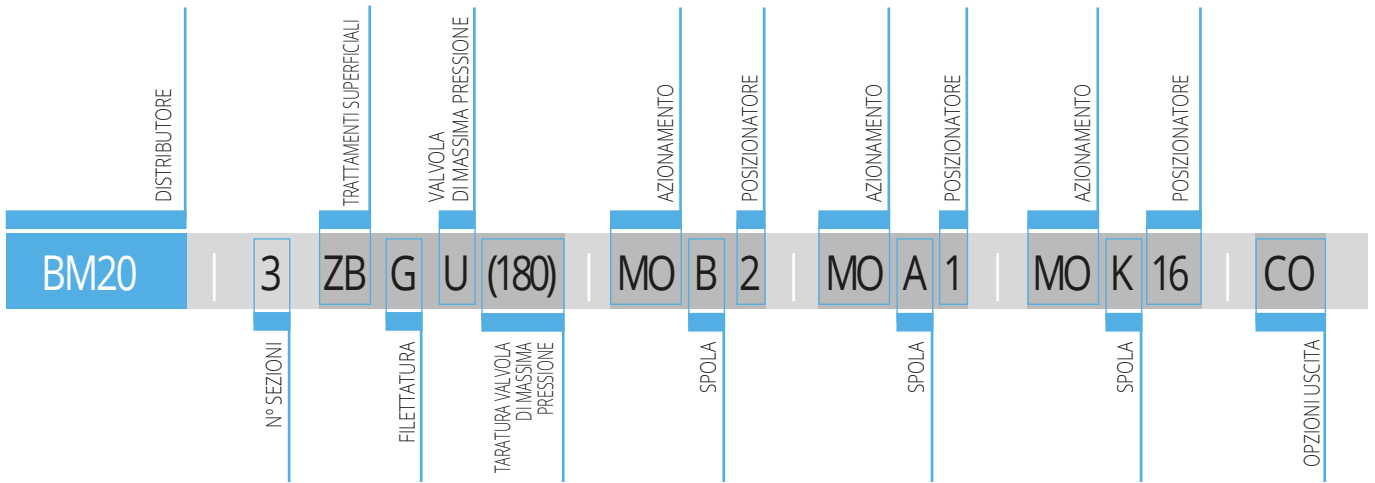 DISTRIBUTORE
TRATTAMENTI SUPERFICIALI
VALVOLA
DI MASSIMA PRESSIONE
AZIONAMENTO
POSIZIONATORE
AZIONAMENTO
POSIZIONATORE
AZIONAMENTO
POSIZIONATORE
BM20 | 3 ZB G U (180) | MO B 2 | MO A 1 | MO K 16 | CO
N° SEZIONI
FILETTATURA
TARATURA VALVOLA
DI MASSIMA
PRESSIONE
SPOLA
SPOLA
SPOLA
OPZIONI USCITA